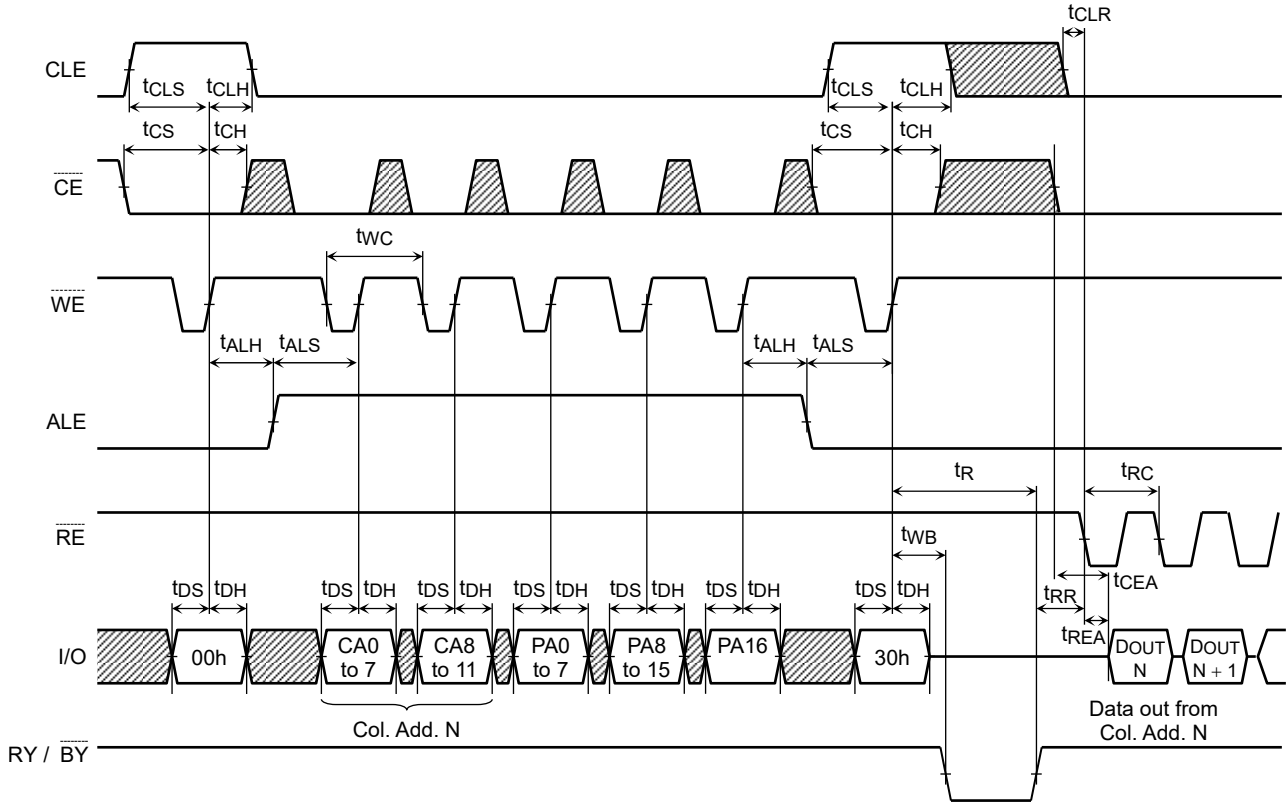 tCLR
CLE
tCLS tCLH tCLS tCLH
tCS tCH tCS tCH
CE
tWC
WE
tALH tALS tALH tALS
ALE
tR tRC
RE
tWB
tDS tDH tDS tDH tDS tDH tDS tDH tDS tDH tDS tDH tDS tDH tRR tCEA
tREA
I/O 00h CA0 to 7 CA8 to 11 PA0 to 7 PA8 to 15 PA16 30h DOUT N DOUT N + 1
Col. Add. N
Data out from
Col. Add. N
RY / BY